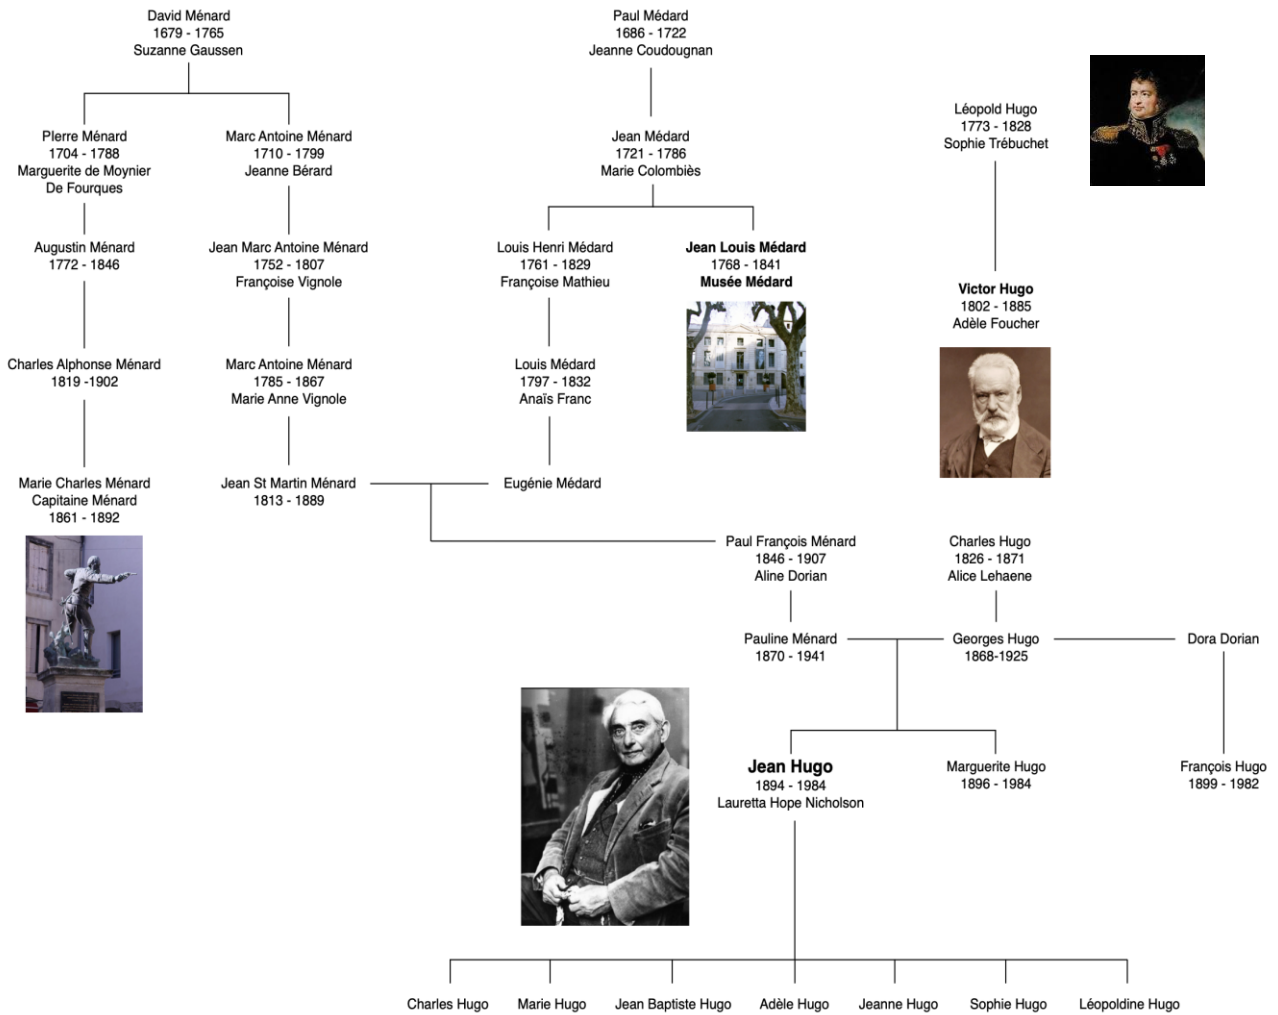 David Ménard
1679 - 1765
Suzanne Gaussen
Paul Médard
1686 - 1722
Jeanne Coudougnan
Léopold Hugo
1773 - 1828
Sophie Trébuchet
PIerre Ménard
1704 - 1788
Marguerite de Moynier
De Fourques
Marc Antoine Ménard
1710 - 1799
Jeanne Bérard
Jean Médard
1721 - 1786
Marie Colombiès
Augustin Ménard
1772 - 1846
Jean Marc Antoine Ménard
1752 - 1807
Françoise Vignole
Louis Henri Médard
1761 - 1829
Françoise Mathieu
Jean Louis Médard
1768 - 1841
Musée Médard
Victor Hugo
1802 - 1885
Adèle Foucher
Charles Alphonse Ménard
1819 -1902
Marc Antoine Ménard
1785 - 1867
Marie Anne Vignole
Louis Médard
1797 - 1832
Anaïs Franc
Marie Charles Ménard
Capitaine Ménard
1861 - 1892
Jean St Martin Ménard
1813 - 1889
Eugénie Médard
Paul François Ménard
1846 - 1907
Aline Dorian
Charles Hugo
1826 - 1871
Alice Lehaene
Pauline Ménard
1870 - 1941
Georges Hugo
1868-1925
Dora Dorian
Jean Hugo
1894 - 1984
Lauretta Hope Nicholson
Marguerite Hugo
1896 - 1984
François Hugo
1899 - 1982
Charles Hugo
Marie Hugo
Jean Baptiste Hugo
Adèle Hugo
Jeanne Hugo
Sophie Hugo
Léopoldine Hugo